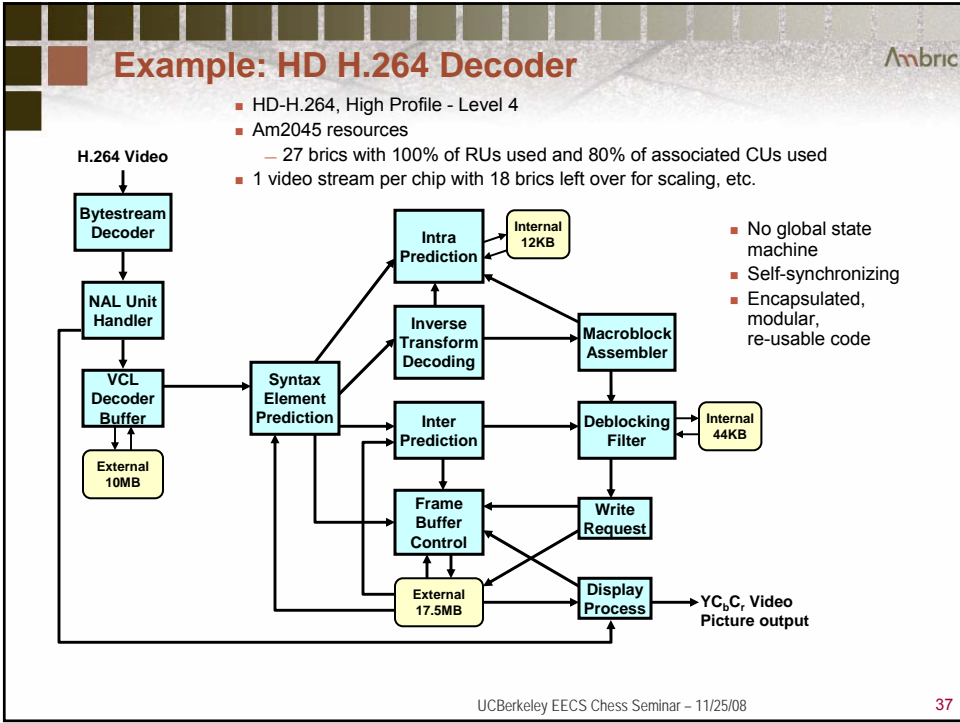 Example: HD H.264 Decoder
Ambric
HD-H.264, High Profile - Level 4
Am2045 resources
— 27 brics with 100% of RUs used and 80% of associated CUs used
1 video stream per chip with 18 brics left over for scaling, etc.
H.264 Video
Bytestream
Decoder
NAL Unit
Handler
VCL
Decoder
Buffer
External
10MB
Syntax
Element
Prediction
Intra
Prediction
Internal
12KB
Inverse
Transform
Decoding
Inter
Prediction
Frame
Buffer
Control
External
17.5MB
Macroblock
Assembler
Deblocking
Filter
Internal
44KB
Write
Request
Display
Process
YCbCr Video
Picture output
No global state
machine
Self-synchronizing
Encapsulated,
modular,
re-usable code
UCBerkeley EECS Chess Seminar – 11/25/08
37